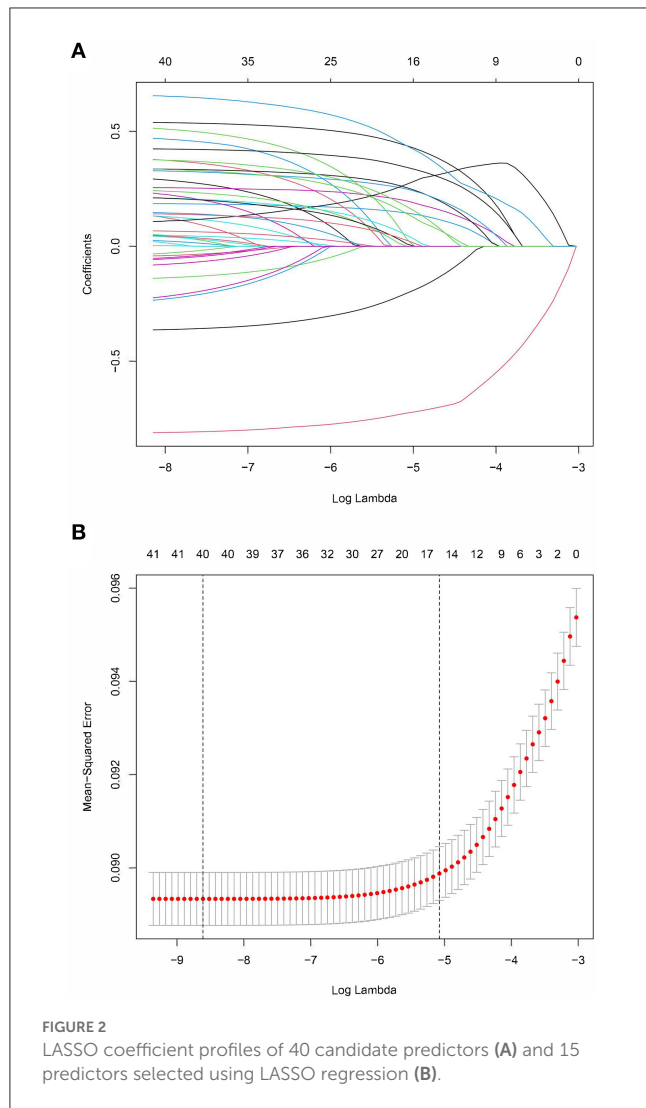 A
40 35 25 16 9 0
0.5
0.0
−0.5
Coefficients
−8 −7 −6 −5 −4 −3
Log Lambda
B
41 41 40 40 39 37 36 32 30 27 20 17 14 12 9 6 3 2 0
0.096
0.094
0.092
0.090
Mean−Squared Error
−9 −8 −7 −6 −5 −4 −3
Log Lambda
FIGURE 2
LASSO coefficient profiles of 40 candidate predictors (A) and 15
predictors selected using LASSO regression (B).